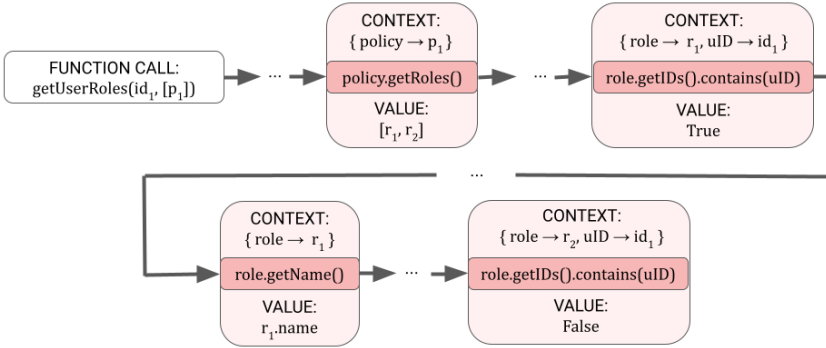 FUNCTION CALL:
getUserRoles(id₁, [p₁])
...
CONTEXT:
{ policy → p₁}
policy.getRoles()
VALUE:
[r₁, r₂]
...
CONTEXT:
{ role → r₁, uID → id₁ }
role.getIDs().contains(uID)
VALUE:
True
...
CONTEXT:
{ role → r₁ }
role.getName()
VALUE:
r₁.name
...
CONTEXT:
{ role → r₂, uID → id₁ }
role.getIDs().contains(uID)
VALUE:
False